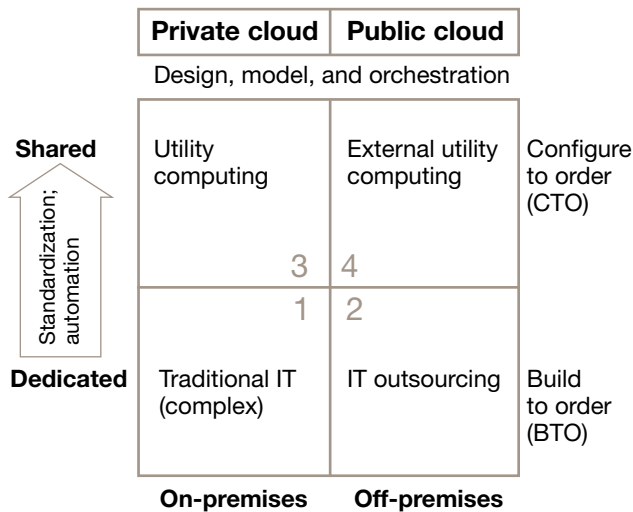 Private cloud Public cloud
Design, model, and orchestration
Shared
Standardization;
automation
Dedicated
Utility
computing
3
External utility
computing
4
Configure
to order
(CTO)
1
Traditional IT
(complex)
2
IT outsourcing
Build
to order
(BTO)
On-premises Off-premises